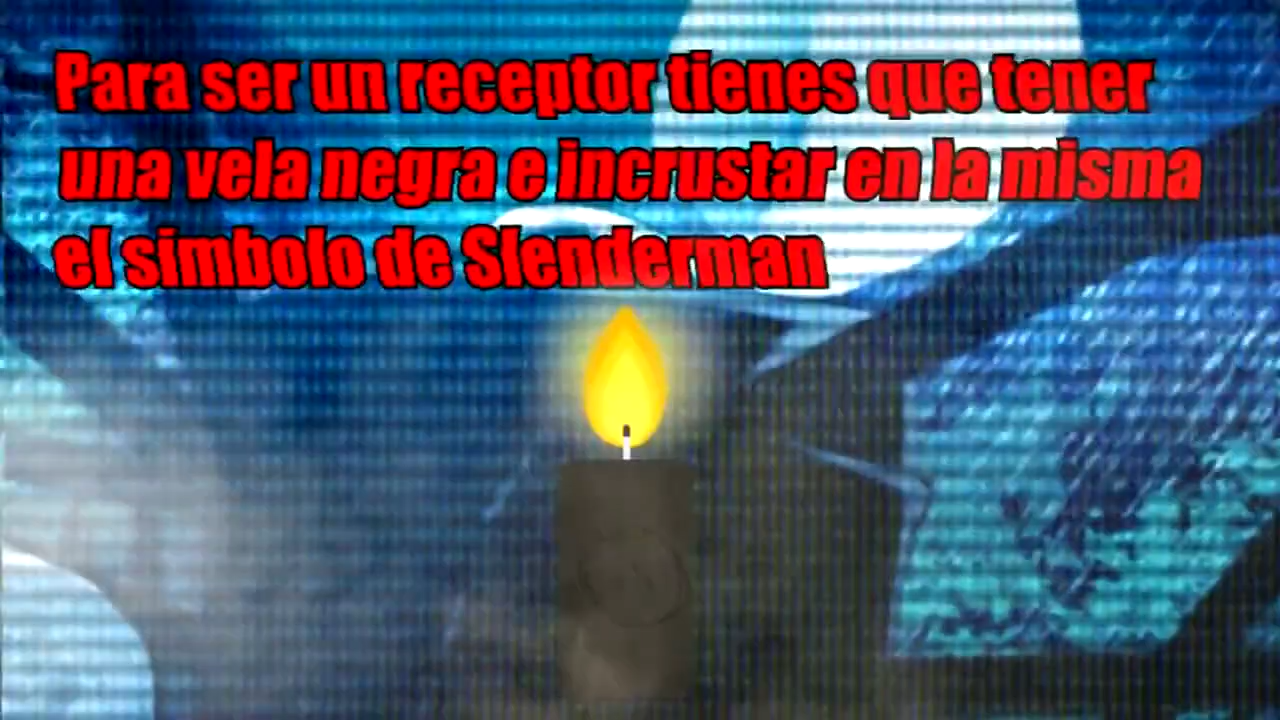 Para ser un receptor tienes que tener
una vela negra e incrustar en la misma
el simbolo de Slenderman